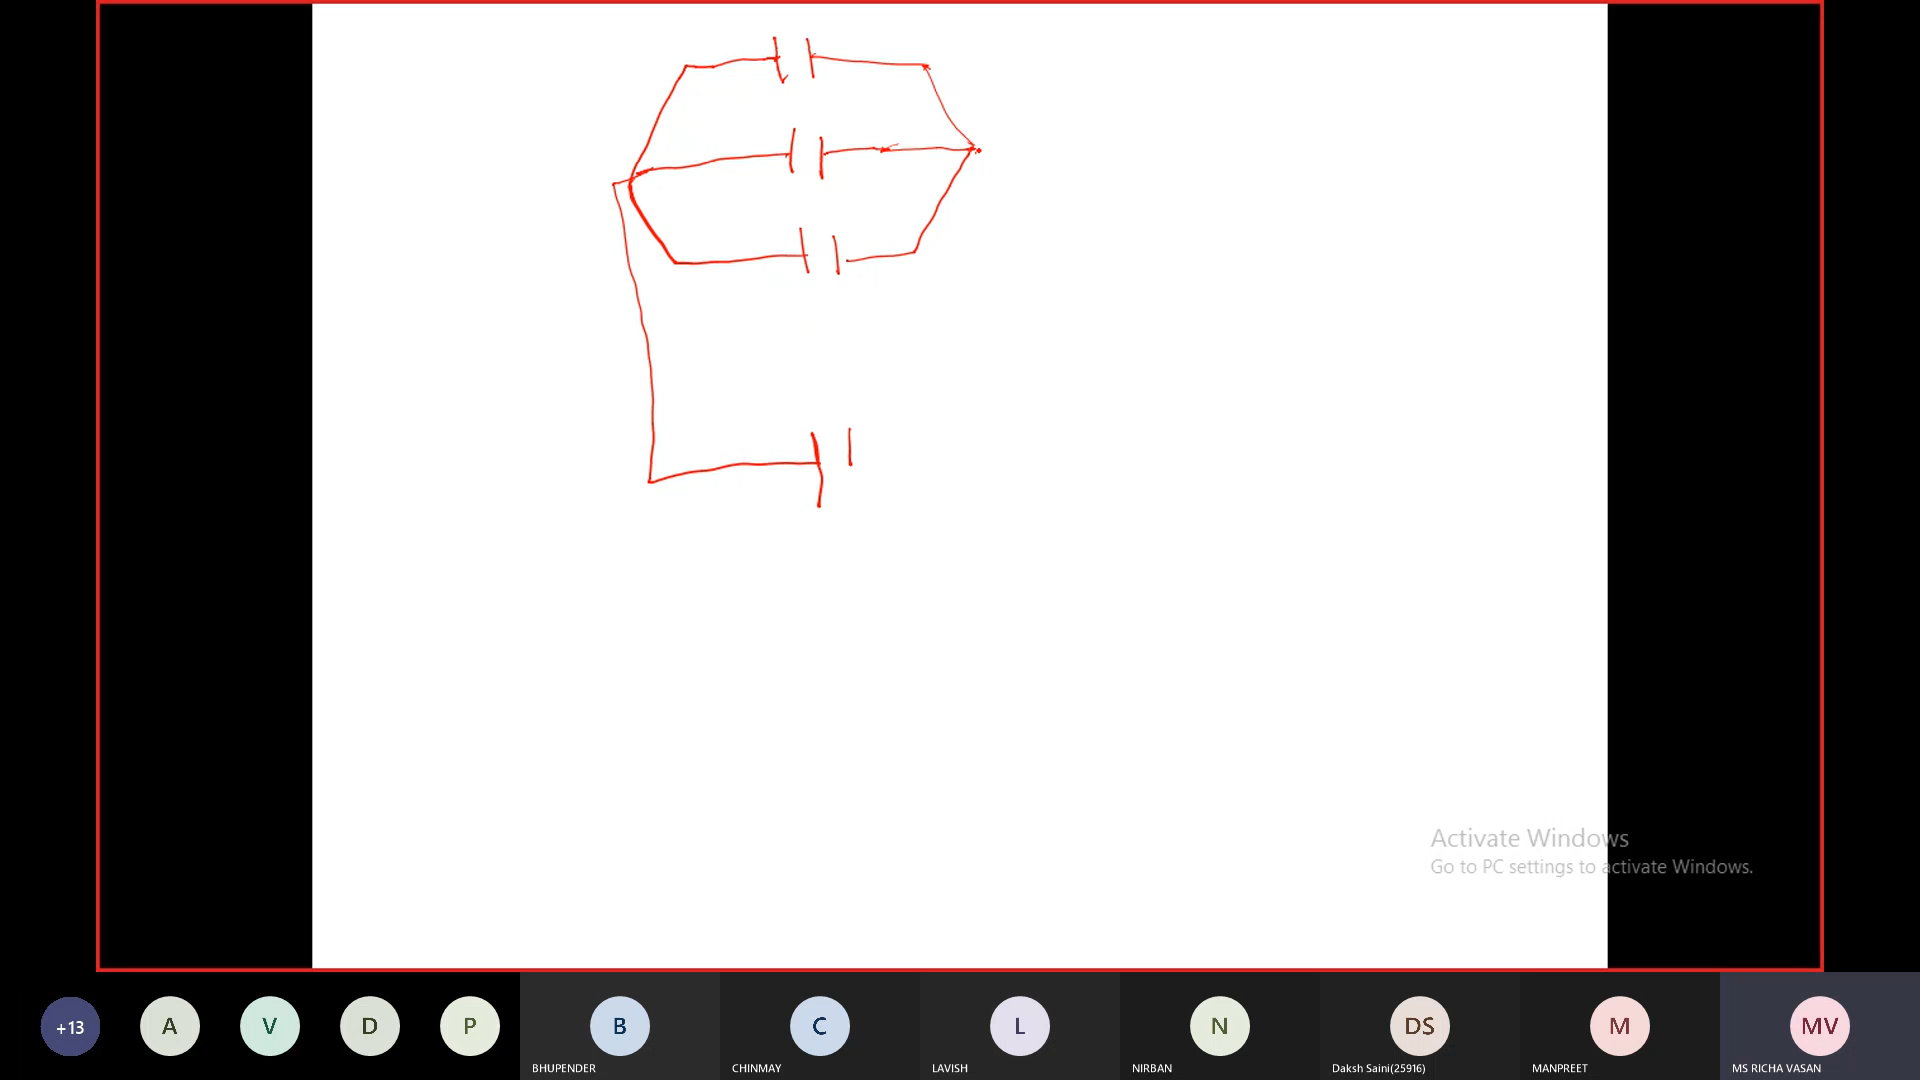 Activate Windows
Go to PC settings to activate Windows.
+13
A
V
D
P
B
C
L
N
DS
M
MV
BHUPENDER
CHINMAY
LAVISH
NIRBAN
Daksh Saini(25916)
MANPREET
MS RICHA VASAN